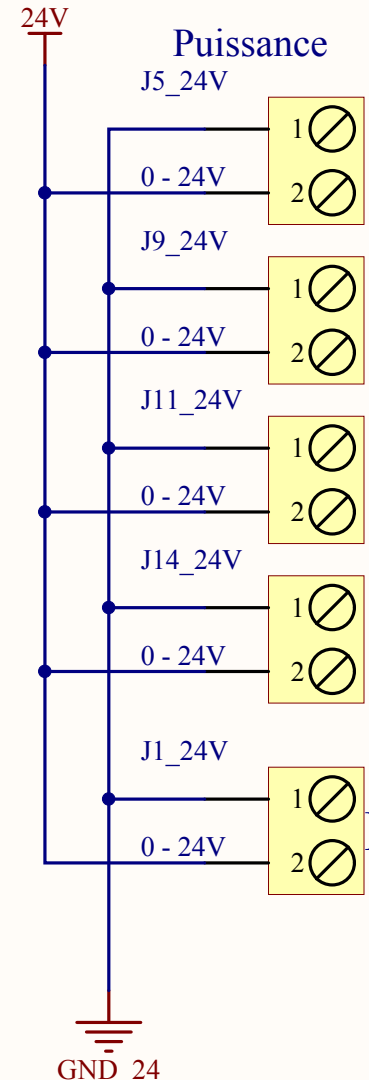 24V
Puissance
J5_24V
1
0 - 24V
2
J9_24V
1
0 - 24V
2
J11_24V
1
0 - 24V
2
J14_24V
1
0 - 24V
2
J1_24V
1
0 - 24V
2
GND_24